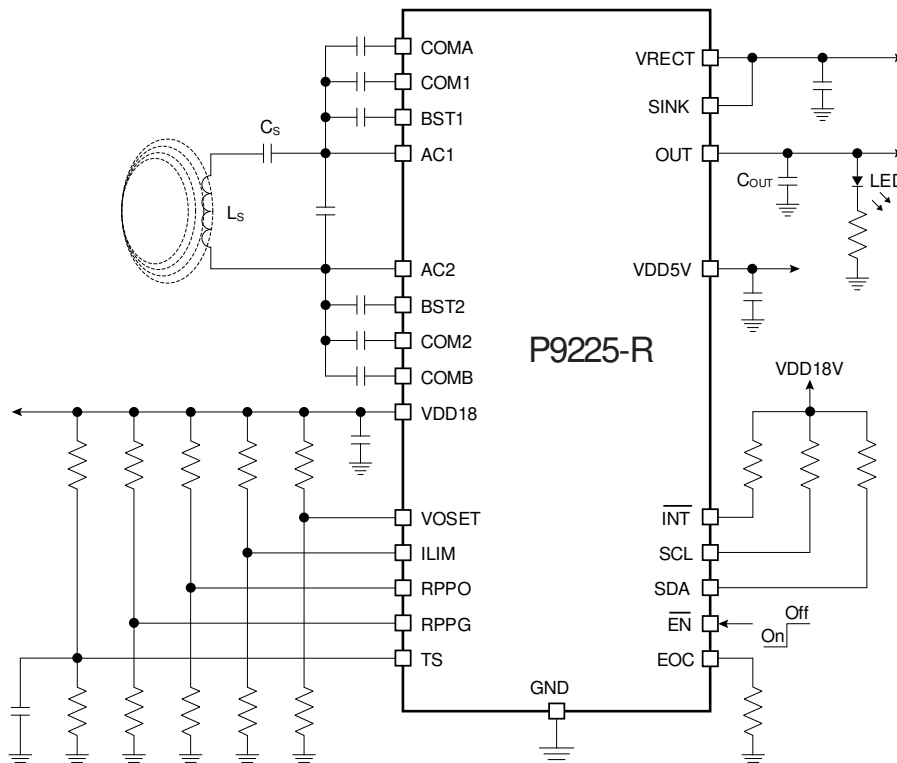 COMA
COM1
BST1
AC1
AC2
BST2
COM2
COMB
VDD18
VOSET
ILIM
RPPO
RPPG
TS
CS
LS
P9225-R
GND
VRECT
SINK
OUT
VDD5V
INT
SCL
SDA
EN
EOC
COUT
LED
VDD18V
Off
On